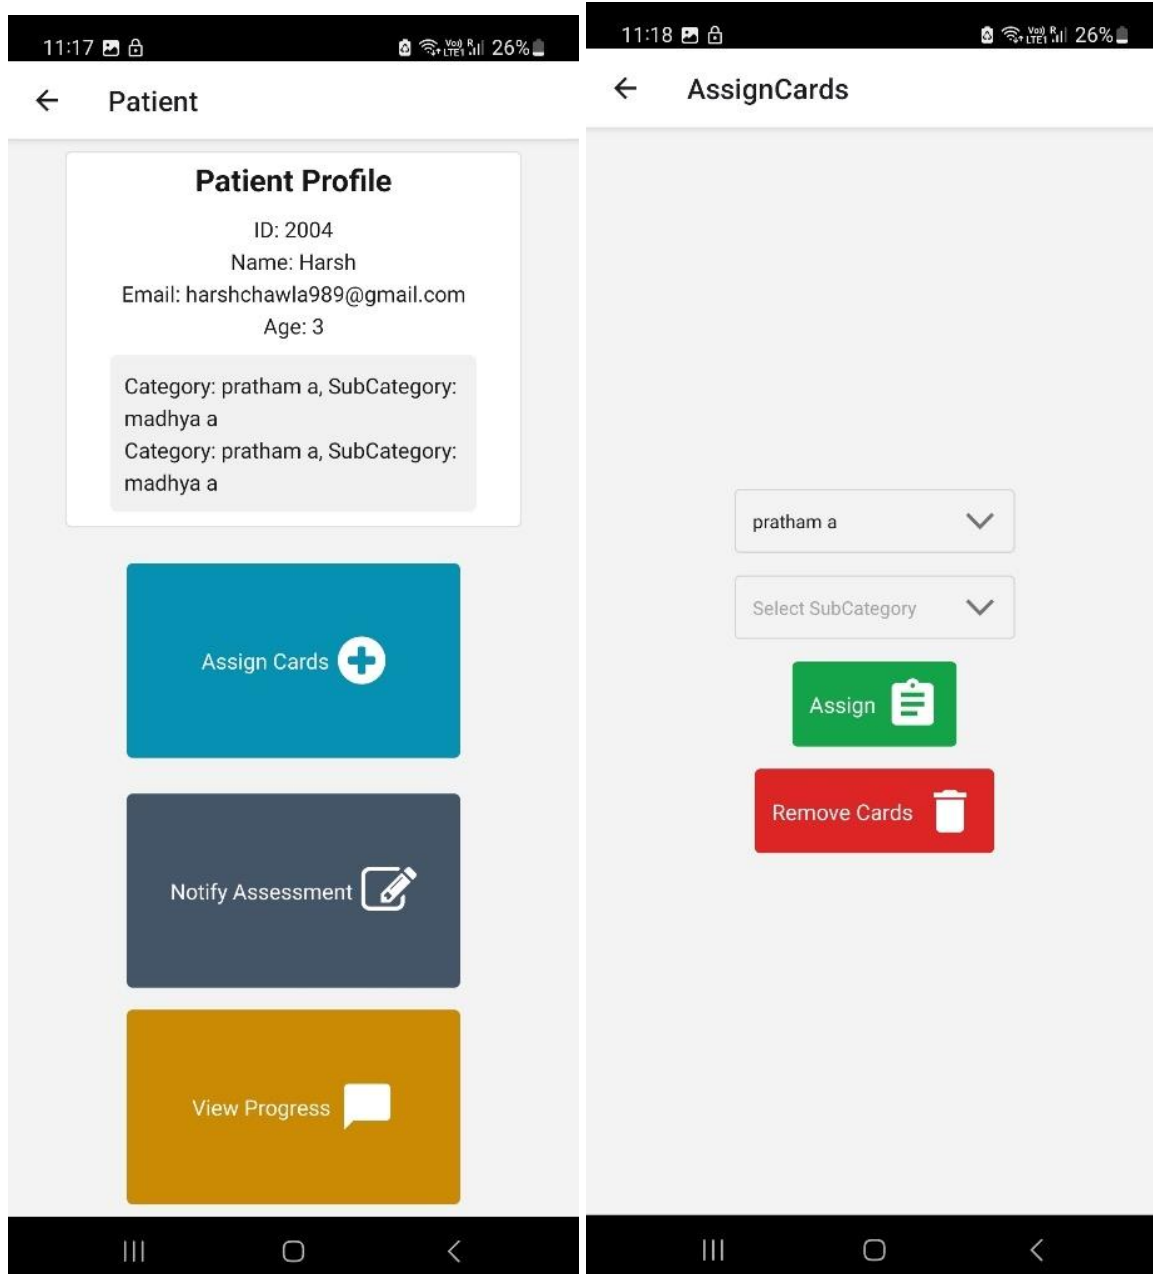 11:17
26%
Patient
Patient Profile
ID: 2004
Name: Harsh
Email: harshchawla989@gmail.com
Age: 3
Category: pratham a, SubCategory:
madhya a
Category: pratham a, SubCategory:
madhya a
Assign Cards
Notify Assessment
View Progress
11:18
26%
AssignCards
pratham a
Select SubCategory
Assign
Remove Cards